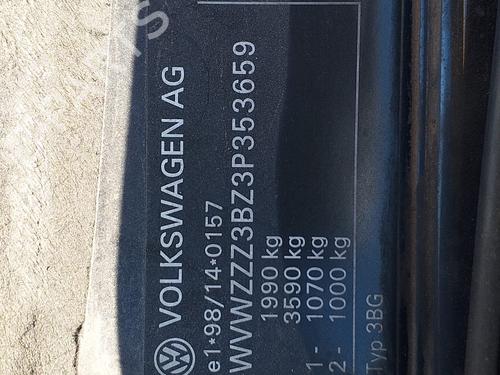 VOLKSWAGEN AG
e1*98/14*0157
WVWZZZ3BZ3P353659
1990 kg
3590 kg
1 - 1070 kg
2 - 1000 kg
Typ 3BG